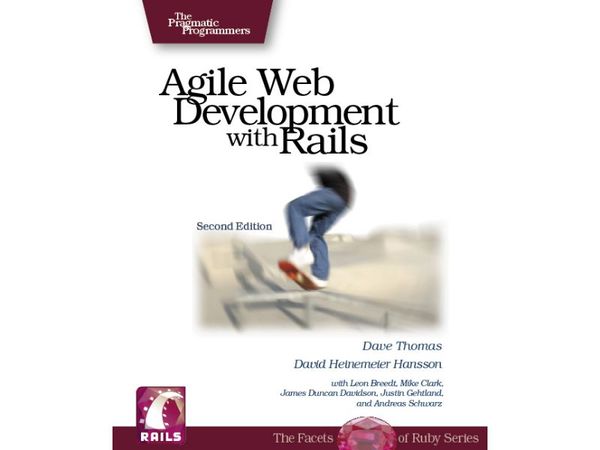 The
Pragmatic
Programmers
Agile Web
Development
with Rails
Second Edition
Dave Thomas
David Heinemeier Hansson
with Leon Breedt, Mike Clark,
James Duncan Davidson, Justin Gehtland,
and Andreas Schwarz
RAILS
The Facets of Ruby Series